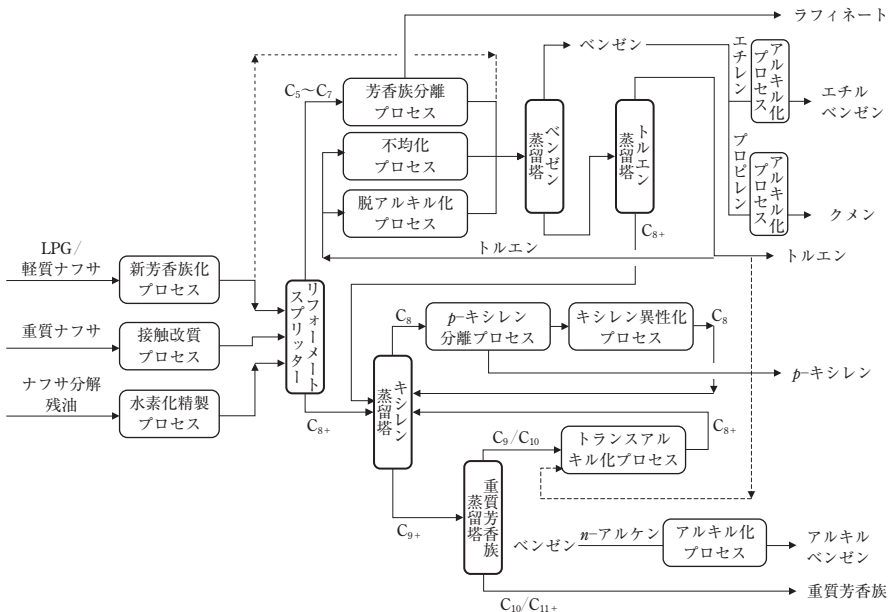 ラフィネート
ベンゼン
エチレン
アルキル化
プロセス
エチル
ベンゼン
C₅～C₇
芳香族分離
プロセス
不均化
プロセス
脱アルキル化
プロセス
ベンゼン
蒸留塔
トルエン
蒸留塔
プロピレン
アルキル化
プロセス
クメン
C₈₊
トルエン
トルエン
LPG/
軽質ナフサ
新芳香族化
プロセス
重質ナフサ
接触改質
プロセス
ナフサ分解
残油
水素化精製
プロセス
リフォーメート
スプリッター
C₈
p-キシレン
分離プロセス
キシレン異性化
プロセス
C₈
p-キシレン
キシレン
蒸留塔
C₈₊
C₉/C₁₀
トランスアル
キル化プロセス
C₈₊
C₉₊
重質芳香族
蒸留塔
ベンゼン
n-アルケン
アルキル化
プロセス
アルキル
ベンゼン
重質芳香族
C₁₀/C₁₁₊